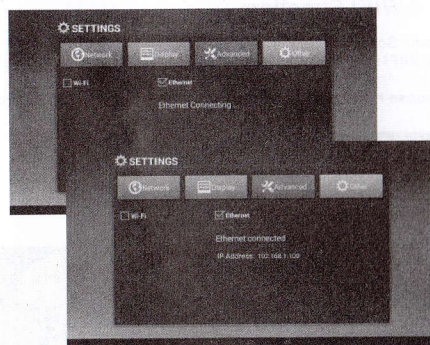 SETTINGS
Network Display Advanced Other
Wi-Fi Ethernet
Ethernet Connecting...
SETTINGS
Network Display Advanced Other
Wi-Fi Ethernet
Ethernet connected
IP Address: 192.168.1.109